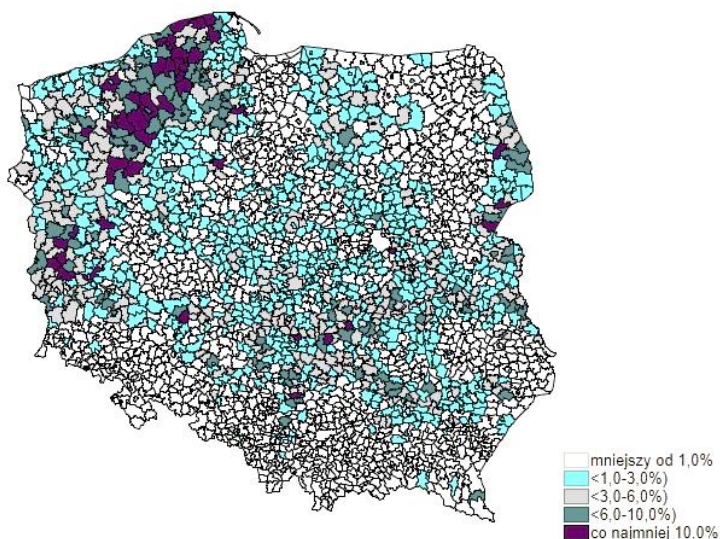 mniejszy od 1,0%
<1,0-3,0%)
<3,0-6,0%)
<6,0-10,0%)
co najmniej 10,0%